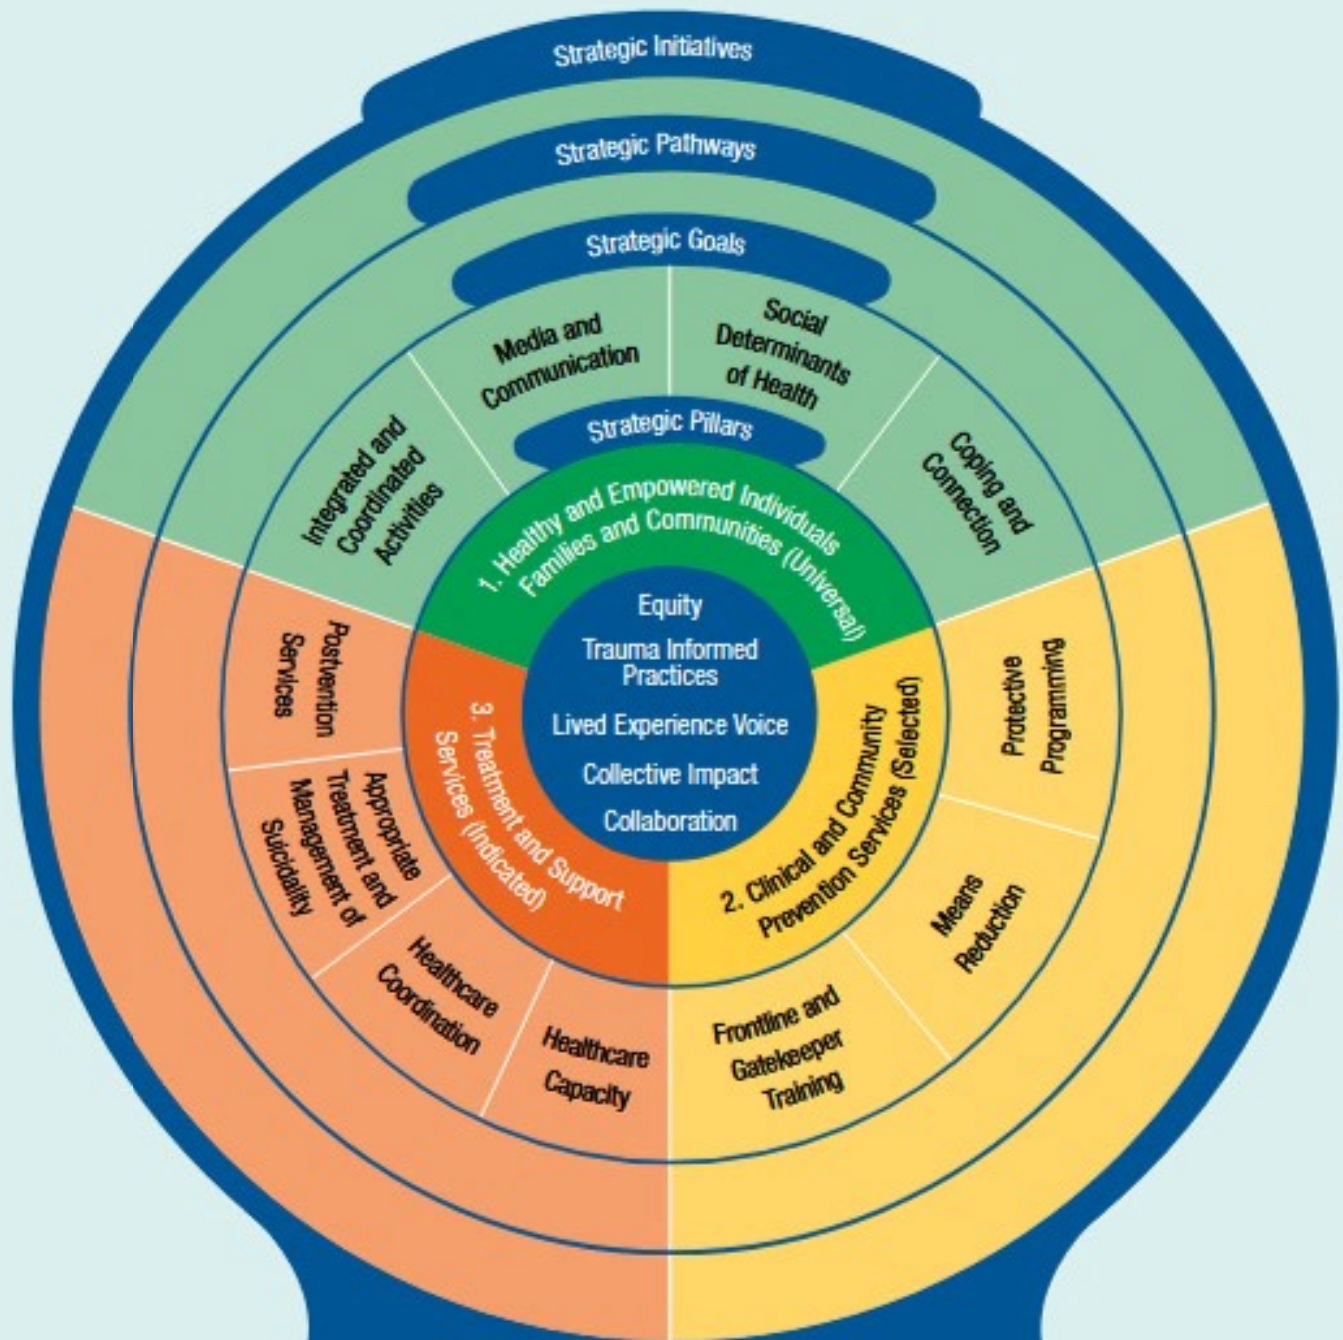 Strategic Initiatives
Strategic Pathways
Strategic Goals
Media and
Communication
Social
Determinants
of Health
Integrated and
Coordinated
Activities
Coping and
Connection
Strategic Pillars
1. Healthy and Empowered Individuals
Families and Communities (Universal)
Equity
Trauma Informed
Practices
Lived Experience Voice
Collective Impact
Collaboration
Protective
Programming
Means
Reduction
Frontline and
Gatekeeper
Training
2. Clinical and Community
Prevention Services (Selected)
3. Treatment and Support
Services (Indicated)
Postvention
Services
Appropriate
Treatment and
Management of
Suicidality
Healthcare
Coordination
Healthcare
Capacity